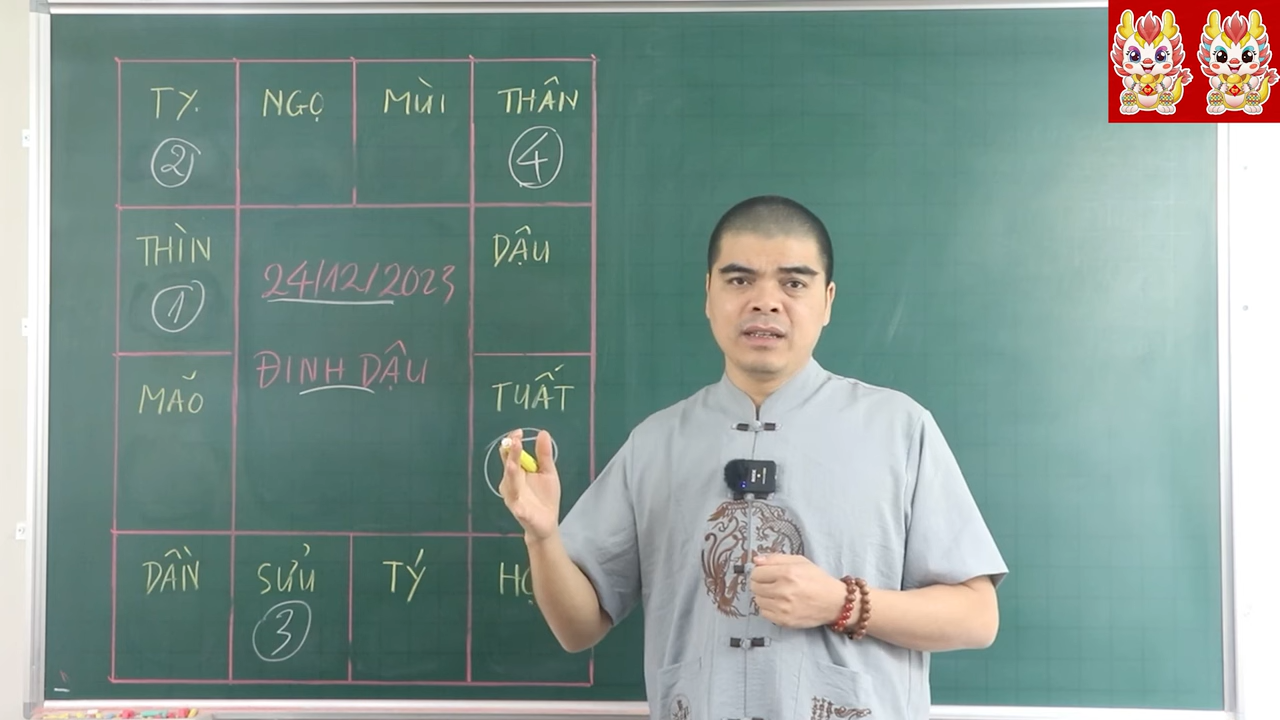 TỴ.
②
NGỌ
MÙI
THÂN
④
THÌN
①
24/12/2023
ĐINH DẬU
DẬU
MÃO
TUẤT
DẦN
SỬU
③
TÝ